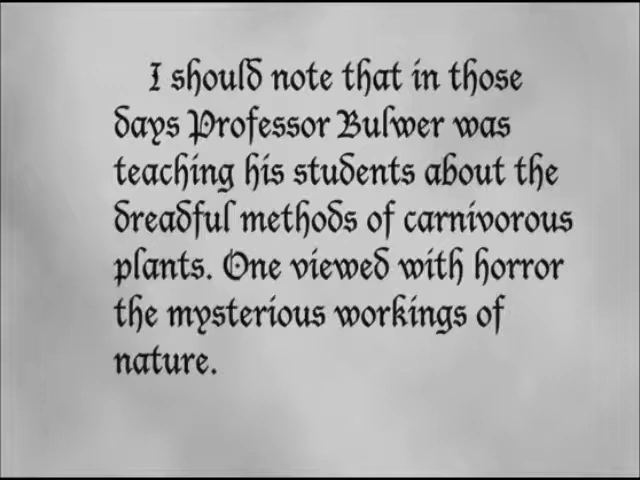 I should note that in those
days Professor Bulwer was
teaching his students about the
dreadful methods of carnivorous
plants. One viewed with horror
the mysterious workings of
nature.